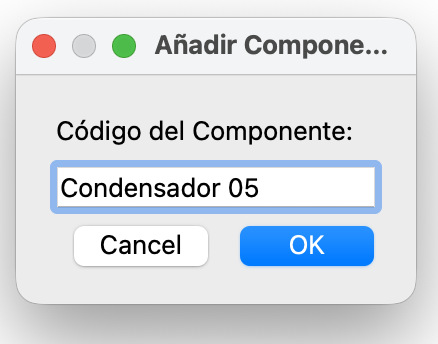 Añadir Compone...
Código del Componente:
Condensador 05
Cancel
OK